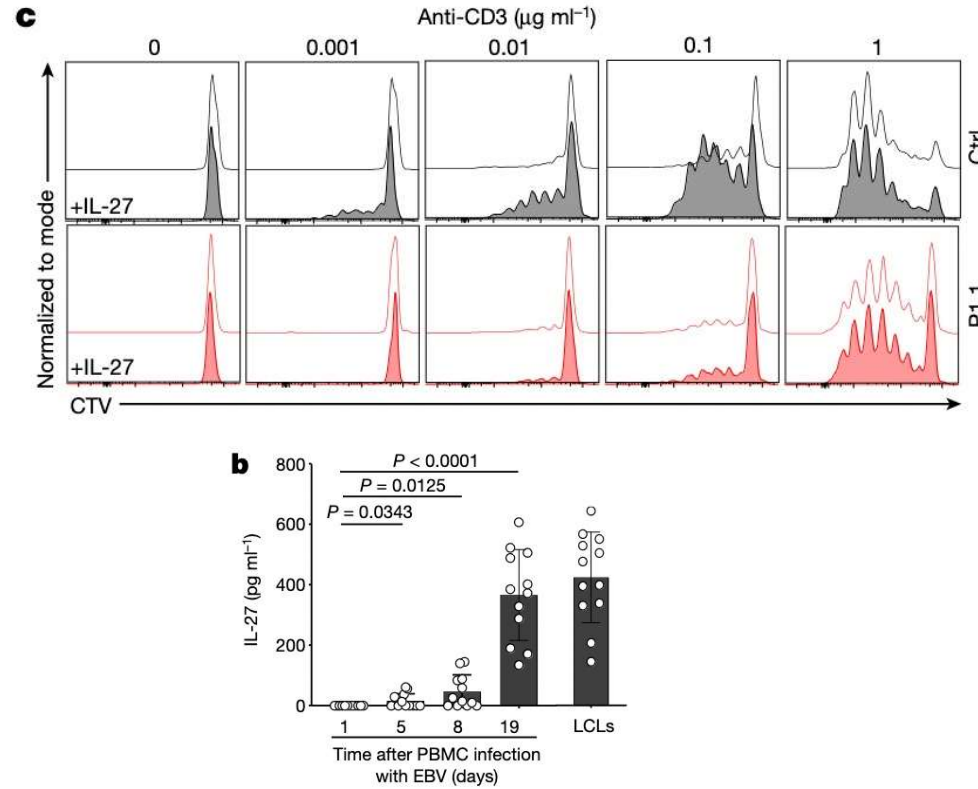 c
Anti-CD3 (µg ml⁻¹)
0 0.001 0.01 0.1 1
Normalized to mode
+IL-27
Ctrl
+IL-27
P1.1
CTV
b
IL-27 (pg ml⁻¹)
800
600
400
200
0
P < 0.0001
P = 0.0125
P = 0.0343
1 5 8 19 LCLs
Time after PBMC infection
with EBV (days)